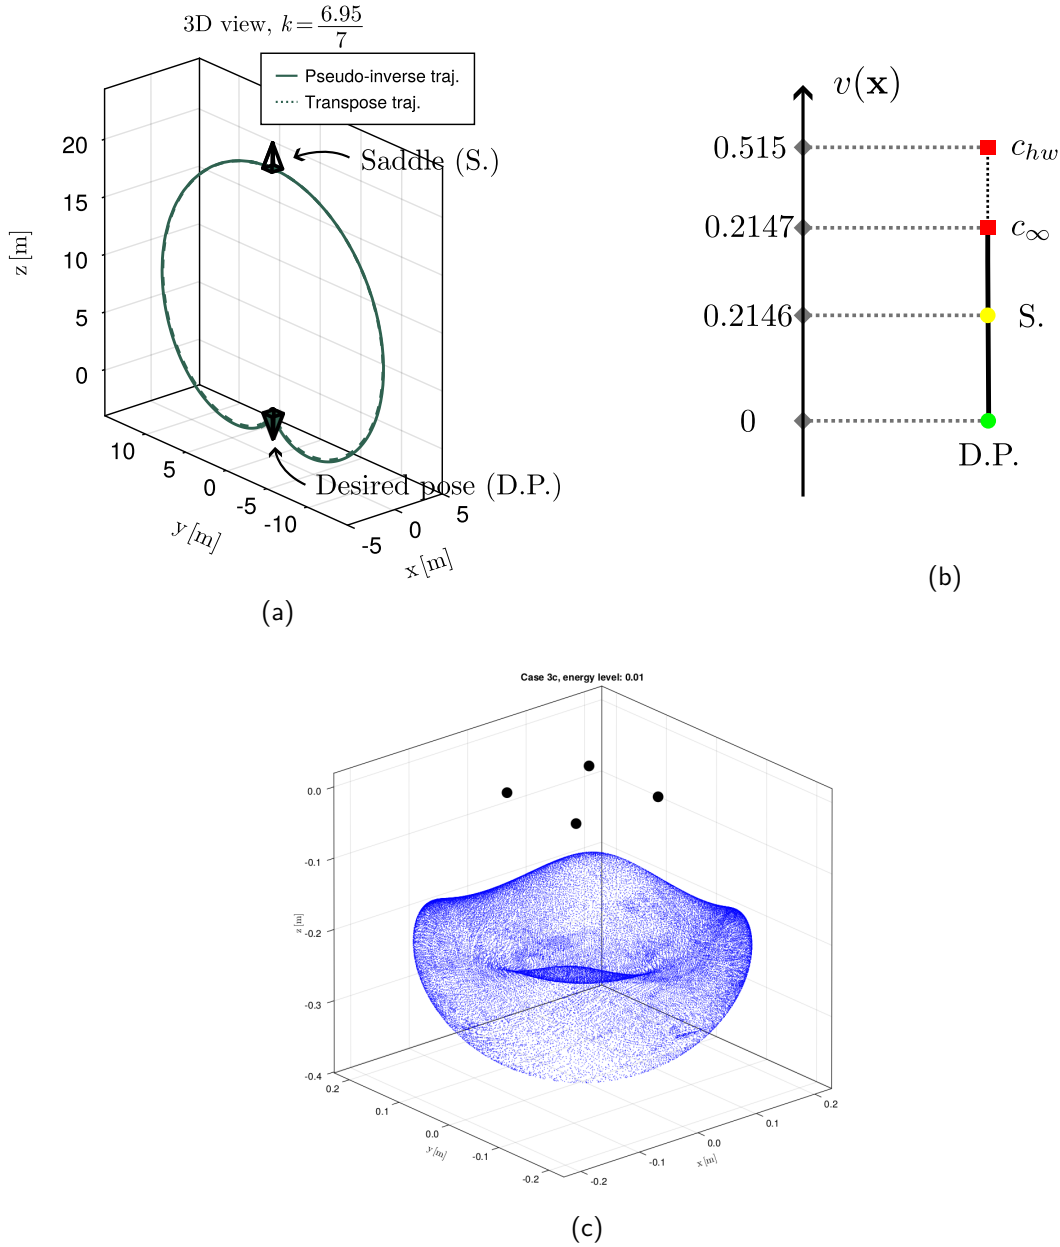 3D view, k = 6.95/7
Pseudo-inverse traj.
Transpose traj.
Saddle (S.)
20
15
10
5
0
z [m]
Desired pose (D.P.)
10
5
0
-5
-10
y [m]
-5
0
5
x [m]
(a)
v(x)
0.515
c_{hw}
0.2147
c_∞
0.2146
S.
0
D.P.
(b)
Case 3c, energy level: 0.01
0.0
-0.1
-0.2
-0.3
-0.4
z [m]
0.2
0.1
0.0
-0.1
-0.2
y [m]
-0.2
-0.1
0.0
0.1
0.2
x [m]
(c)